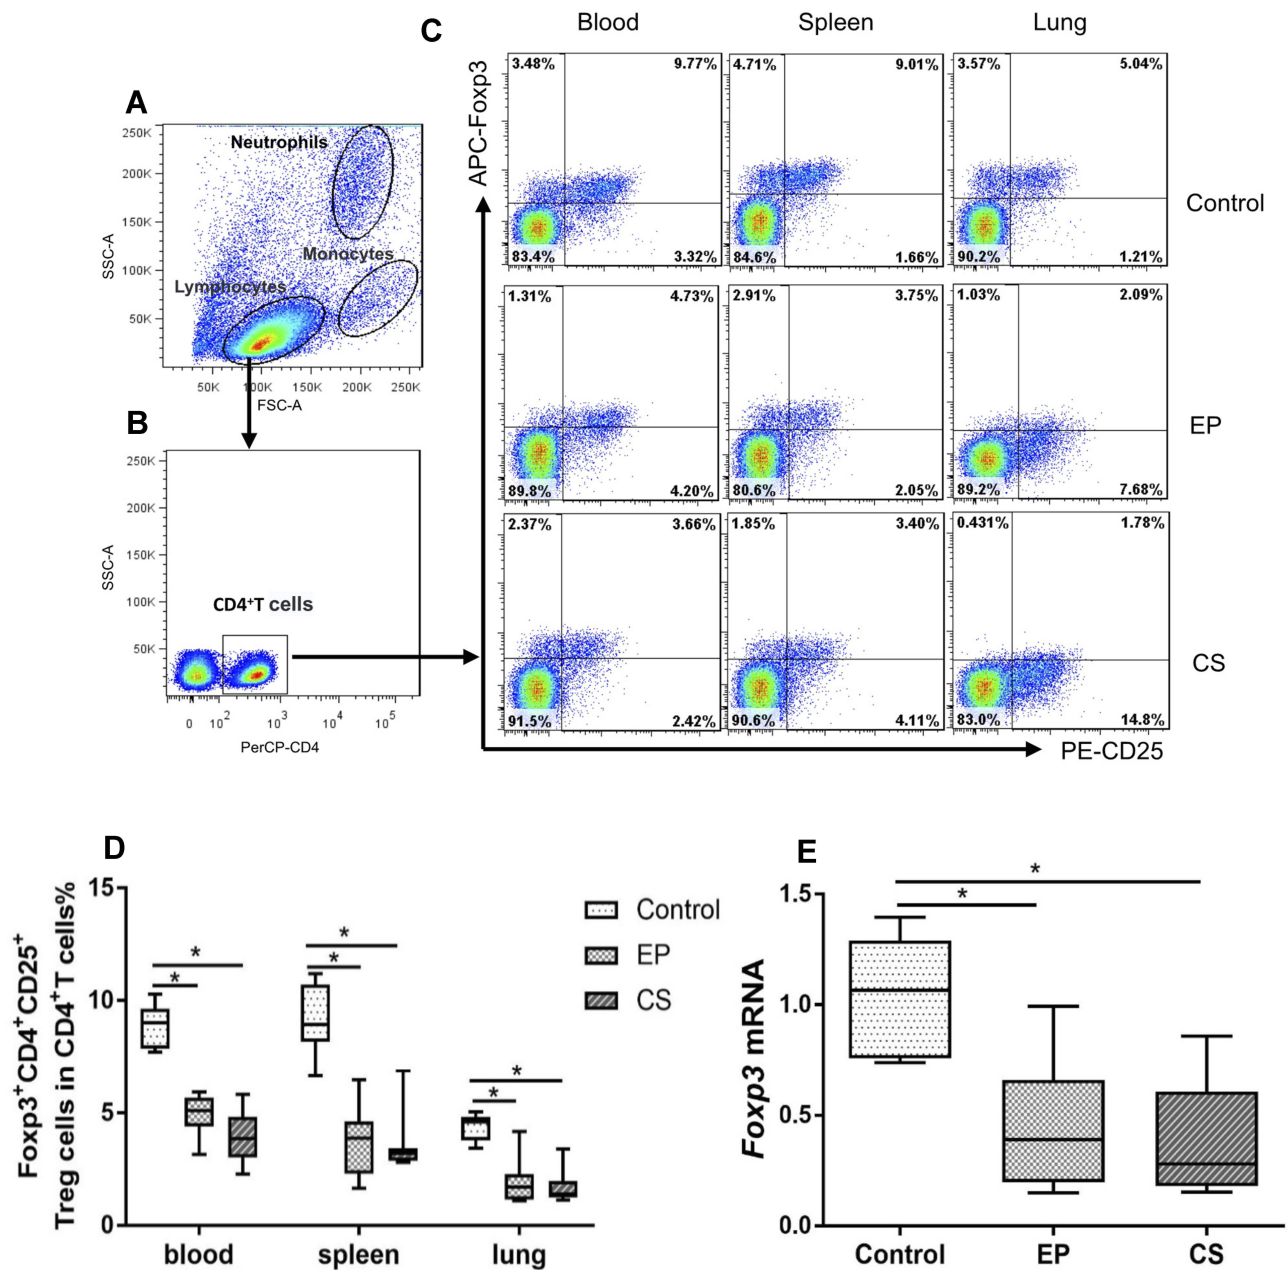 C
Blood
Spleen
Lung
APC-Foxp3
3.48%
9.77%
83.4%
3.32%
4.71%
9.01%
84.6%
1.66%
3.57%
5.04%
90.2%
1.21%
Control
1.31%
4.73%
89.8%
4.20%
2.91%
3.75%
80.6%
2.05%
1.03%
2.09%
89.2%
7.68%
EP
2.37%
3.66%
91.5%
2.42%
1.85%
3.40%
90.6%
4.11%
0.431%
1.78%
83.0%
14.8%
CS
PE-CD25
A
250K
200K
150K
100K
50K
SSC-A
Neutrophils
Monocytes
Lymphocytes
50K
100K
150K
200K
250K
FSC-A
B
250K
200K
150K
100K
50K
SSC-A
CD4⁺T cells
0
10²
10³
10⁴
10⁵
PerCP-CD4
D
Foxp3⁺CD4⁺CD25⁺
Treg cells in CD4⁺T cells%
15
10
5
0
*
*
*
*
*
*
Control
EP
CS
blood
spleen
lung
E
Foxp3 mRNA
1.5
1.0
0.5
0.0
*
*
Control
EP
CS